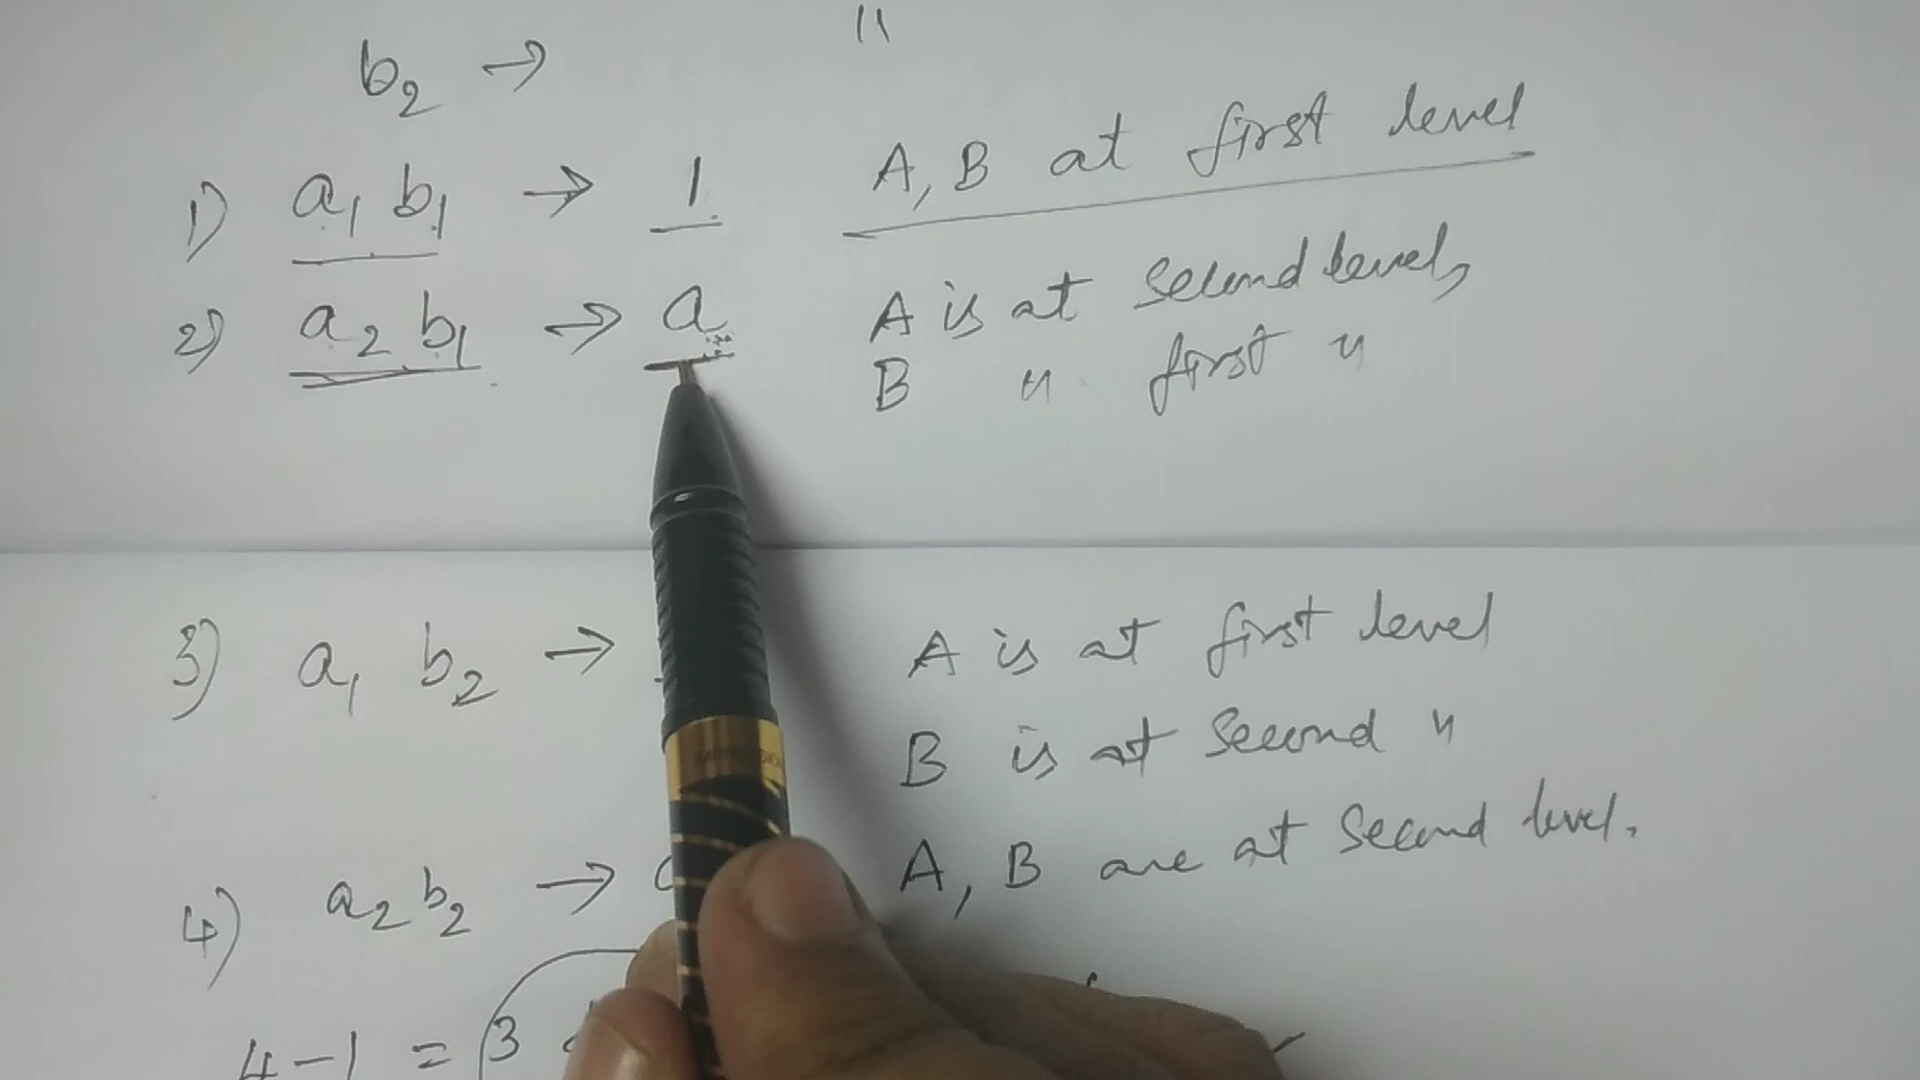 b₂ → "
1) a₁ b₁ → 1 A, B at first level
2) a₂ b₁ → a A is at second level,
B " first "
3) a₁ b₂ → A is at first level
B is at second "
4) a₂ b₂ → A, B are at second level.
4-1 = 3